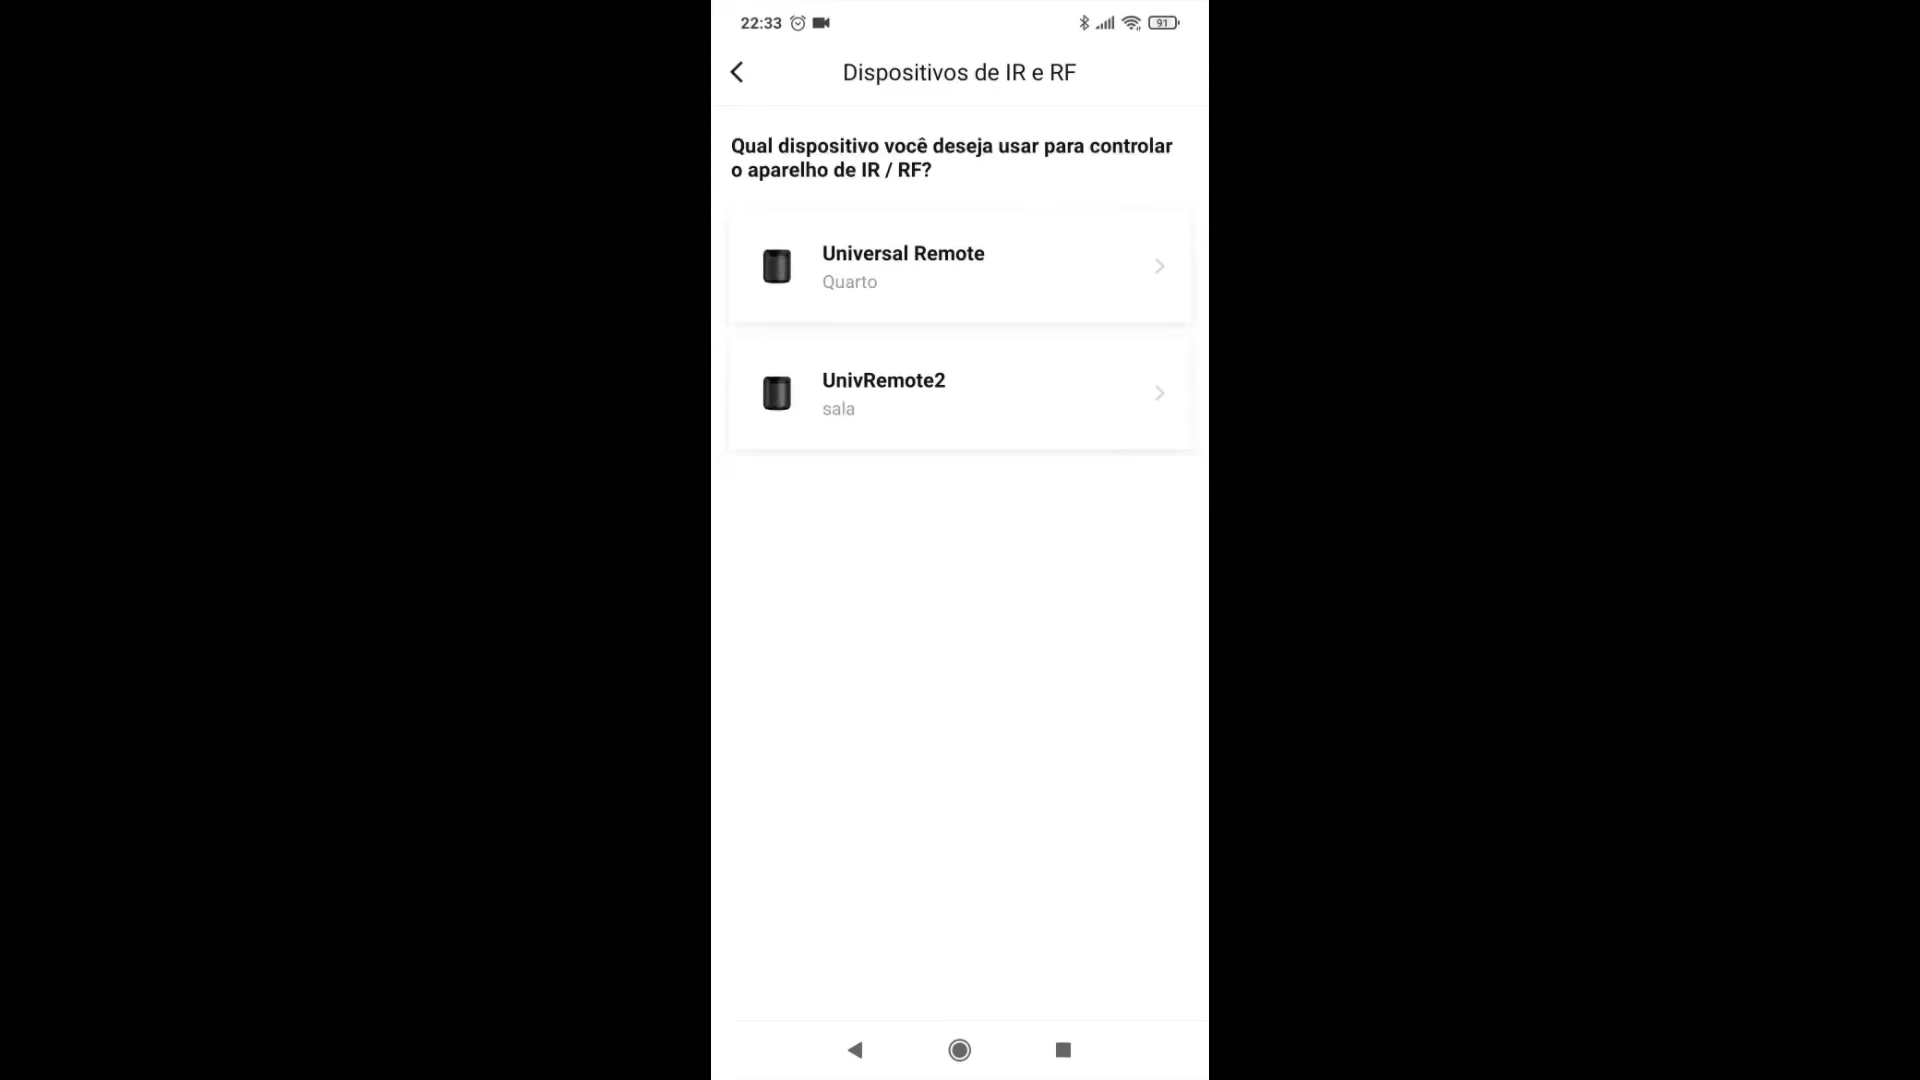 22:33
91
Dispositivos de IR e RF
Qual dispositivo você deseja usar para controlar
o aparelho de IR / RF?
Universal Remote
Quarto
UnivRemote2
sala